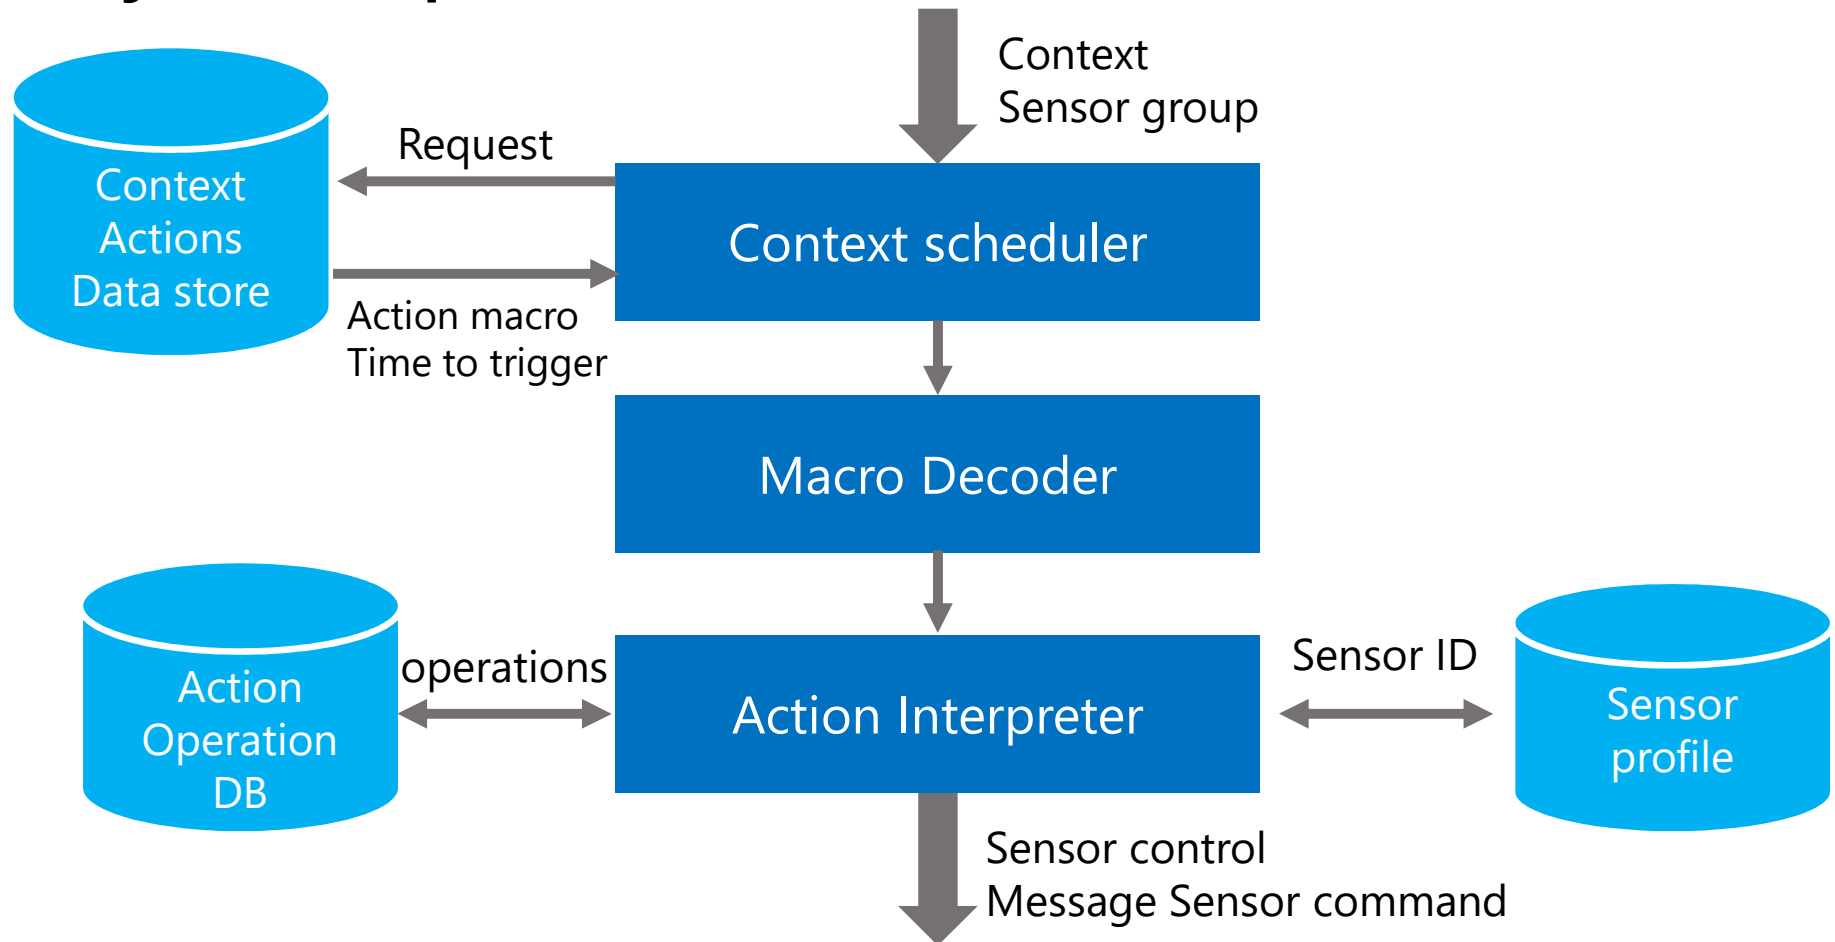 Context
Sensor group
Request
Context
Actions
Data store
Context scheduler
Action macro
Time to trigger
Macro Decoder
operations
Sensor ID
Action
Operation
DB
Action Interpreter
Sensor
profile
Sensor control
Message Sensor command